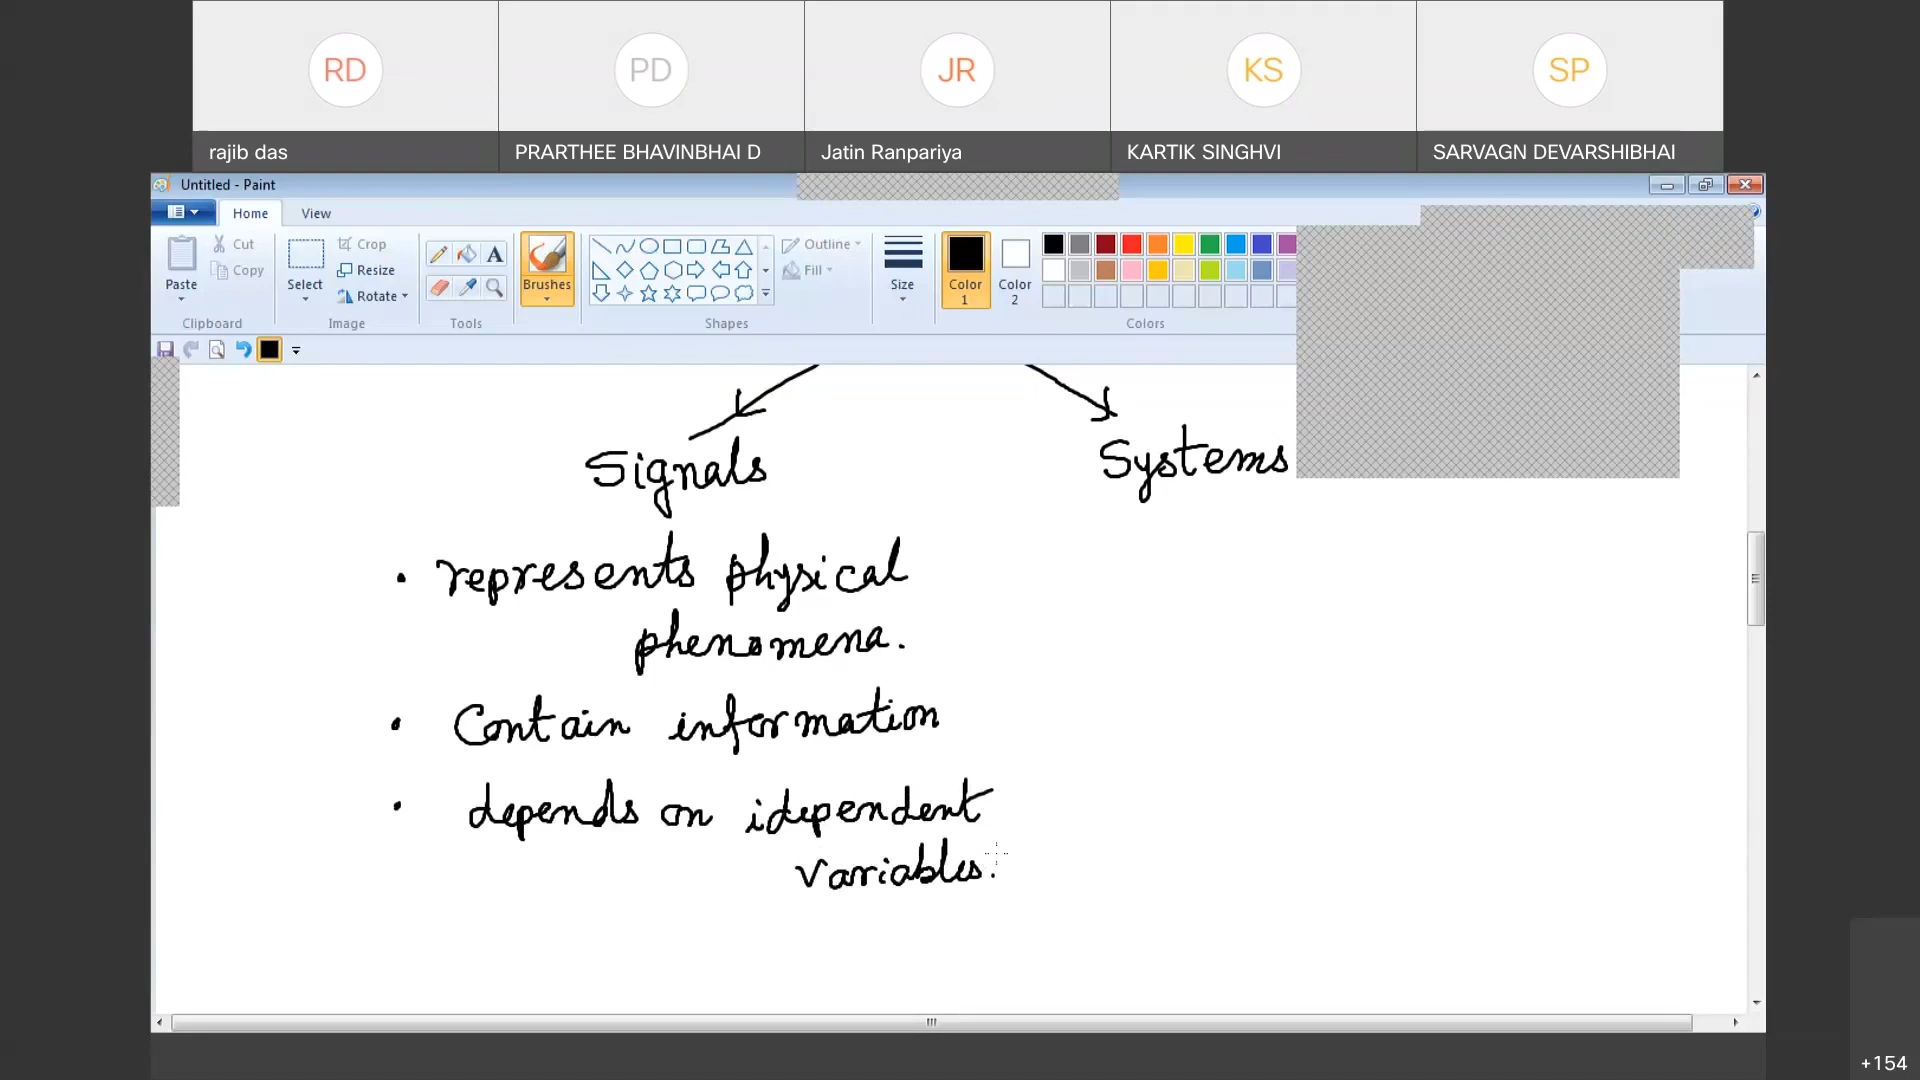 RD PD JR KS SP
rajib das PRARTHEE BHAVINBHAI D Jatin Ranpariya KARTIK SINGHVI SARVAGN DEVARSHIBHAI
Untitled - Paint
Home View
Cut Crop Outline
Copy Resize Fill
Paste Select Rotate Brushes Size Color 1 Color 2
Clipboard Image Tools Shapes Colors
Signals Systems
• represents physical
phenomena.
• Contain information
• depends on idependent
variables.
+154